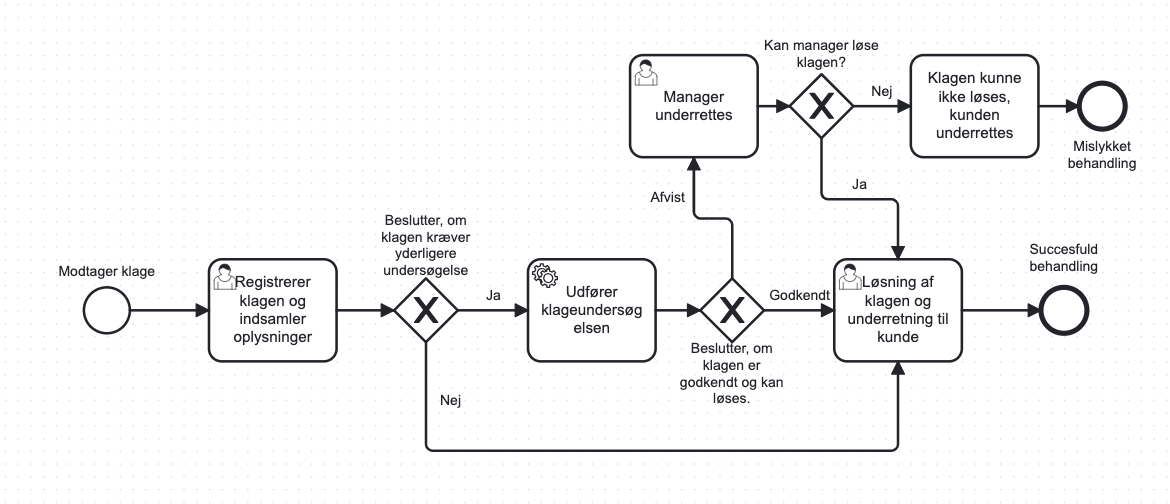 Kan manager løse
klagen?
Manager
underrettes
Nej
Klagen kunne
ikke løses,
kunden
underrettes
Mislykket
behandling
Ja
Afvist
Modtager klage
Registrerer
klagen og
indsamler
oplysninger
Beslutter, om
klagen kræver
yderligere
undersøgelse
Ja
Udfører
klageundersøg
elsen
Godkendt
Beslutter, om
klagen er
godkendt og kan
løses.
Løsning af
klagen og
underretning til
kunde
Succesfuld
behandling
Nej